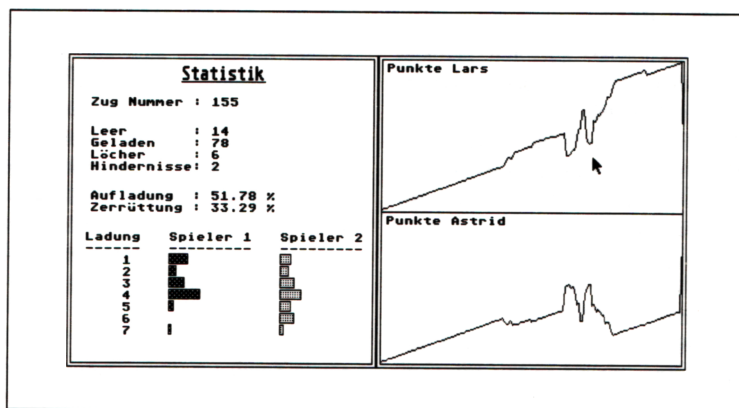 Statistik
Zug Nummer : 155
Leer : 14
Geladen : 78
Löcher : 6
Hindernisse: 2
Aufladung : 51.78 %
Zerrüttung : 33.29 %
Ladung Spieler 1 Spieler 2
1
2
3
4
5
6
7
Punkte Lars
Punkte Astrid